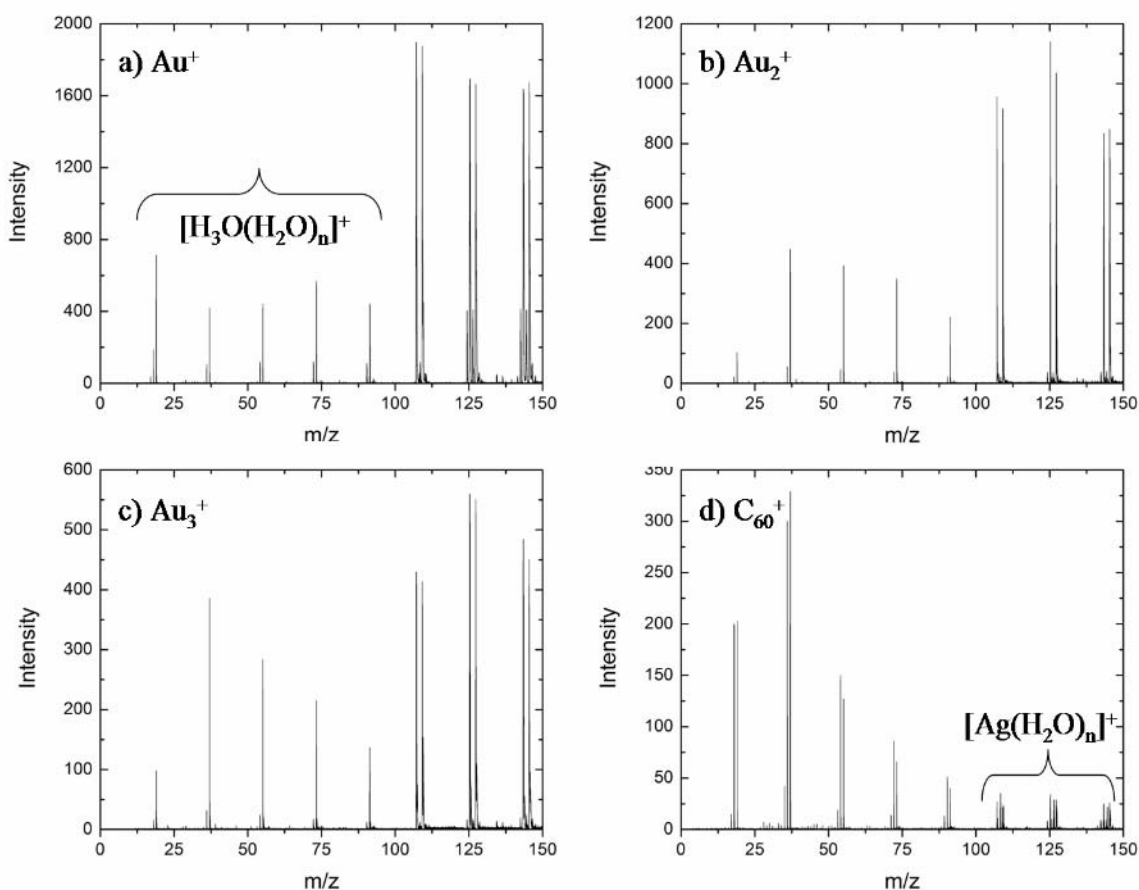 a) Au⁺
[H₃O(H₂O)ₙ]⁺
Intensity
2000
1600
1200
800
400
0
0 25 50 75 100 125 150
m/z
b) Au₂⁺
Intensity
1200
1000
800
600
400
200
0
0 25 50 75 100 125 150
m/z
c) Au₃⁺
Intensity
600
500
400
300
200
100
0
0 25 50 75 100 125 150
m/z
d) C₆₀⁺
[Ag(H₂O)ₙ]⁺
Intensity
350
300
250
200
150
100
50
0
0 25 50 75 100 125 150
m/z